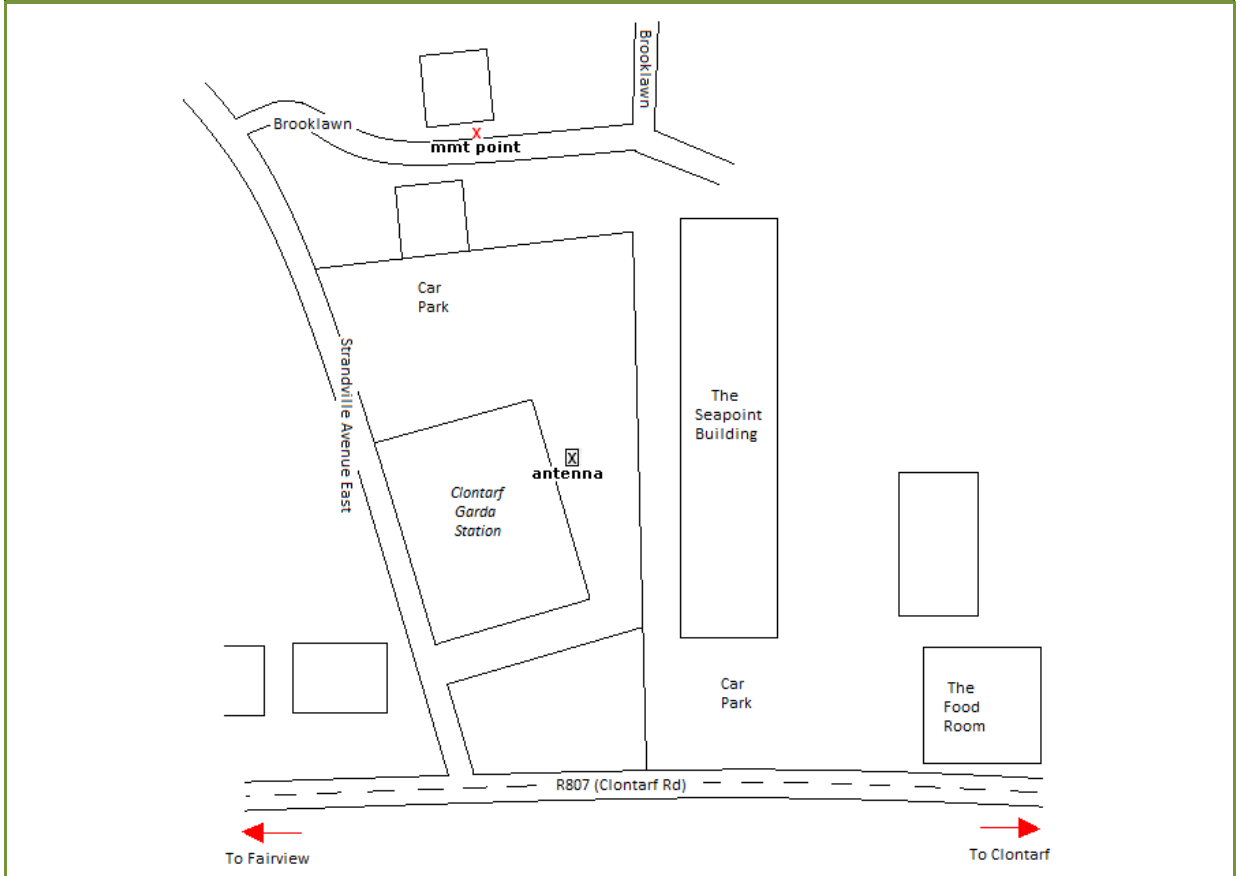 Brooklawn
Brooklawn
X
mmt point
Car
Park
Strandville Avenue East
The
Seapoint
Building
X
antenna
Clontarf
Garda
Station
Car
Park
The
Food
Room
R807 (Clontarf Rd)
To Fairview
To Clontarf